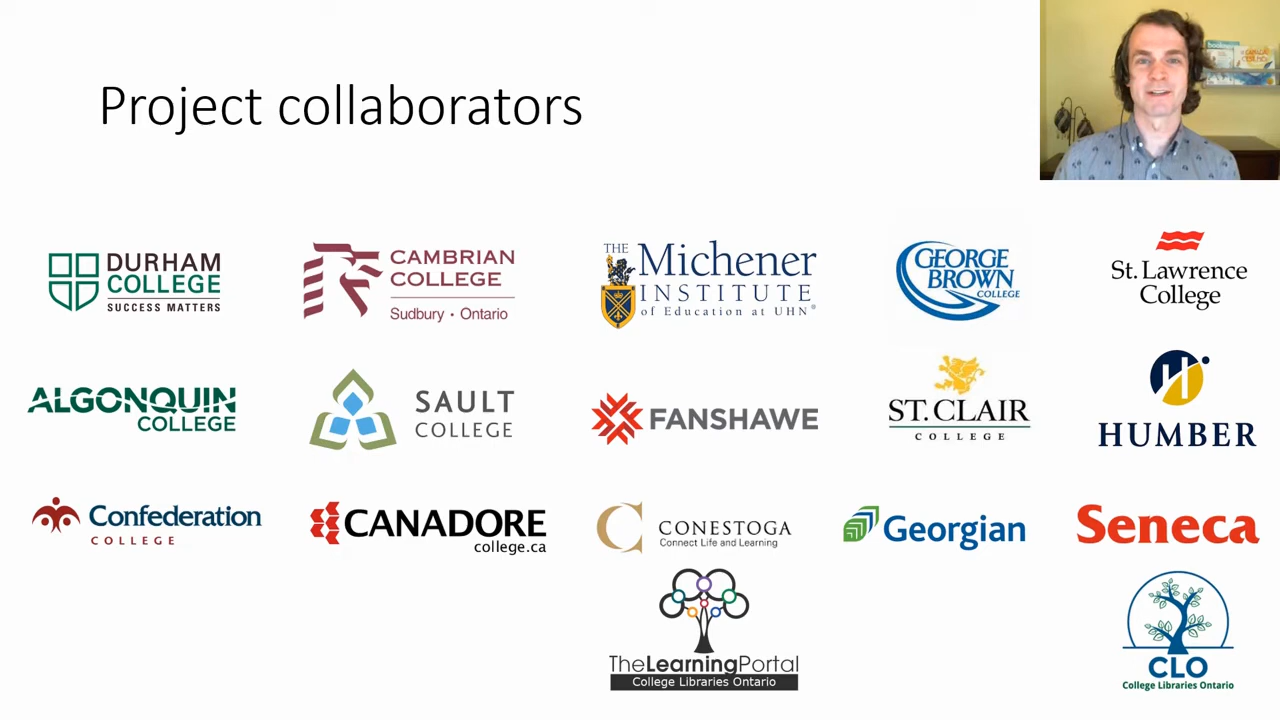 Project collaborators
DURHAM
COLLEGE
SUCCESS MATTERS
CAMBRIAN
COLLEGE
Sudbury • Ontario
THE
Michener
INSTITUTE
of Education at UHN®
GEORGE
BROWN
COLLEGE
St. Lawrence
College
ALGONQUIN
COLLEGE
SAULT
COLLEGE
FANSHAWE
ST. CLAIR
COLLEGE
HUMBER
Confederation
COLLEGE
CANADORE
college.ca
CONESTOGA
Connect Life and Learning
Georgian
Seneca
TheLearningPortal
College Libraries Ontario
CLO
College Libraries Ontario